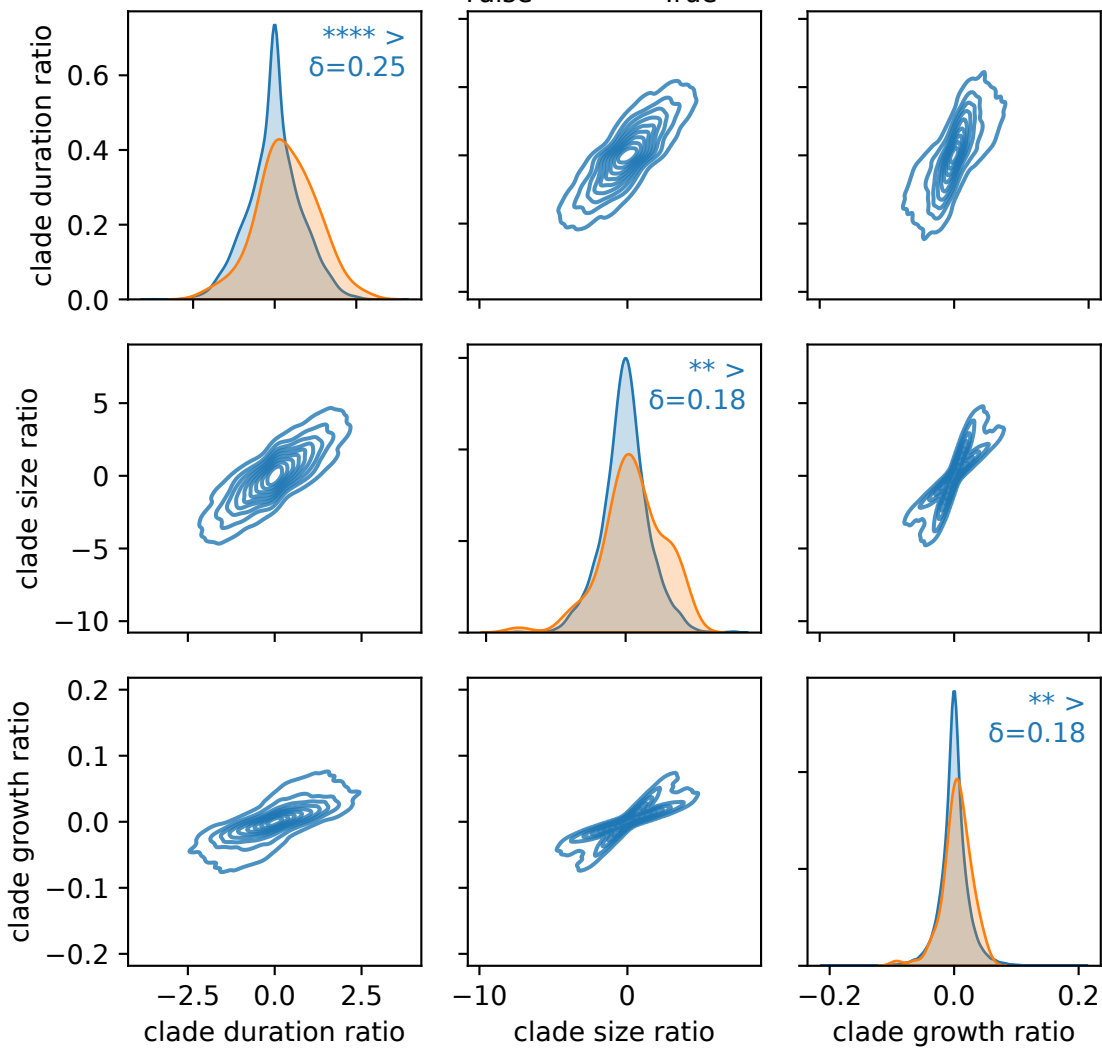 False True
clade duration ratio
0.6
0.4
0.2
0.0
**** >
δ=0.25
clade size ratio
5
0
−5
−10
** >
δ=0.18
clade growth ratio
0.2
0.1
0.0
−0.1
−0.2
** >
δ=0.18
−2.5 0.0 2.5
−10 0
−0.2 0.0 0.2
clade duration ratio
clade size ratio
clade growth ratio